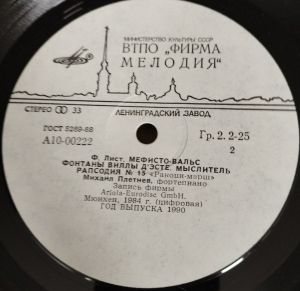 МИНИСТЕРСТВО КУЛЬТУРЫ СССР
ВТПО „ФИРМА
МЕЛОДИЯ"
СТЕРЕО 33
ЛЕНИНГРАДСКИЙ ЗАВОД
ГОСТ 5289-88
Гр. 2. 2-25
А10-00222
2
Ф. Лист. МЕФИСТО-ВАЛЬС
ФОНТАНЫ ВИЛЛЫ Д'ЭСТЕ, МЫСЛИТЕЛЬ
РАПСОДИЯ № 15 «Ракоци-марш»
Михаил Плетнев, фортепиано
Запись фирмы
Ariola-Eurodisc GmbH.
Мюнхен, 1984 г. (цифровая)
ГОД ВЫПУСКА 1990